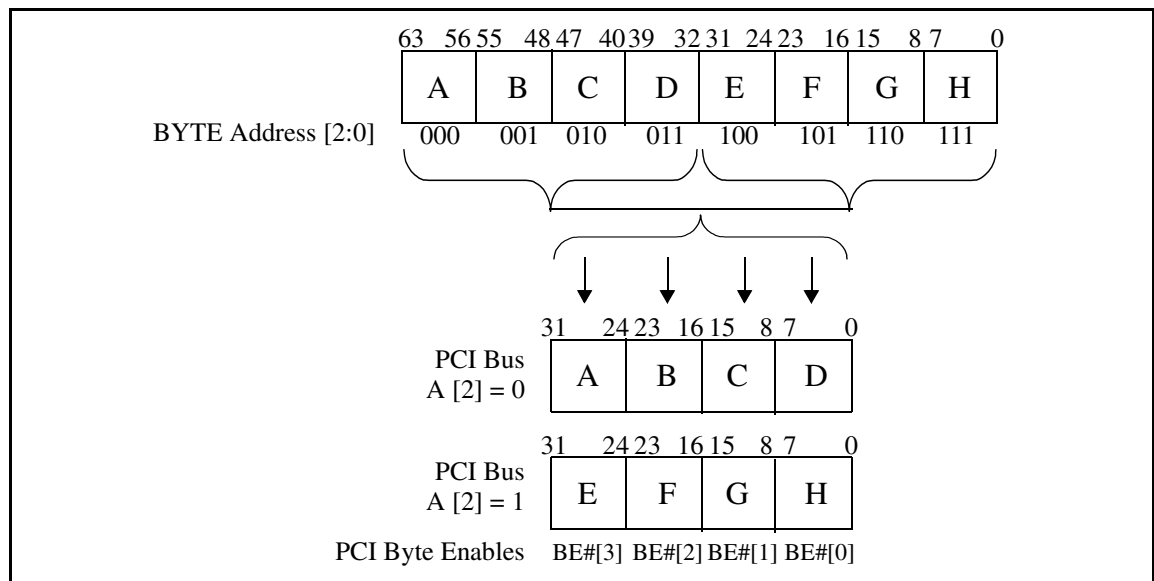 63 56 55 48 47 40 39 32 31 24 23 16 15 8 7 0
A B C D E F G H
BYTE Address [2:0] 000 001 010 011 100 101 110 111
31 24 23 16 15 8 7 0
PCI Bus
A [2] = 0
A B C D
31 24 23 16 15 8 7 0
PCI Bus
A [2] = 1
E F G H
PCI Byte Enables BE#[3] BE#[2] BE#[1] BE#[0]